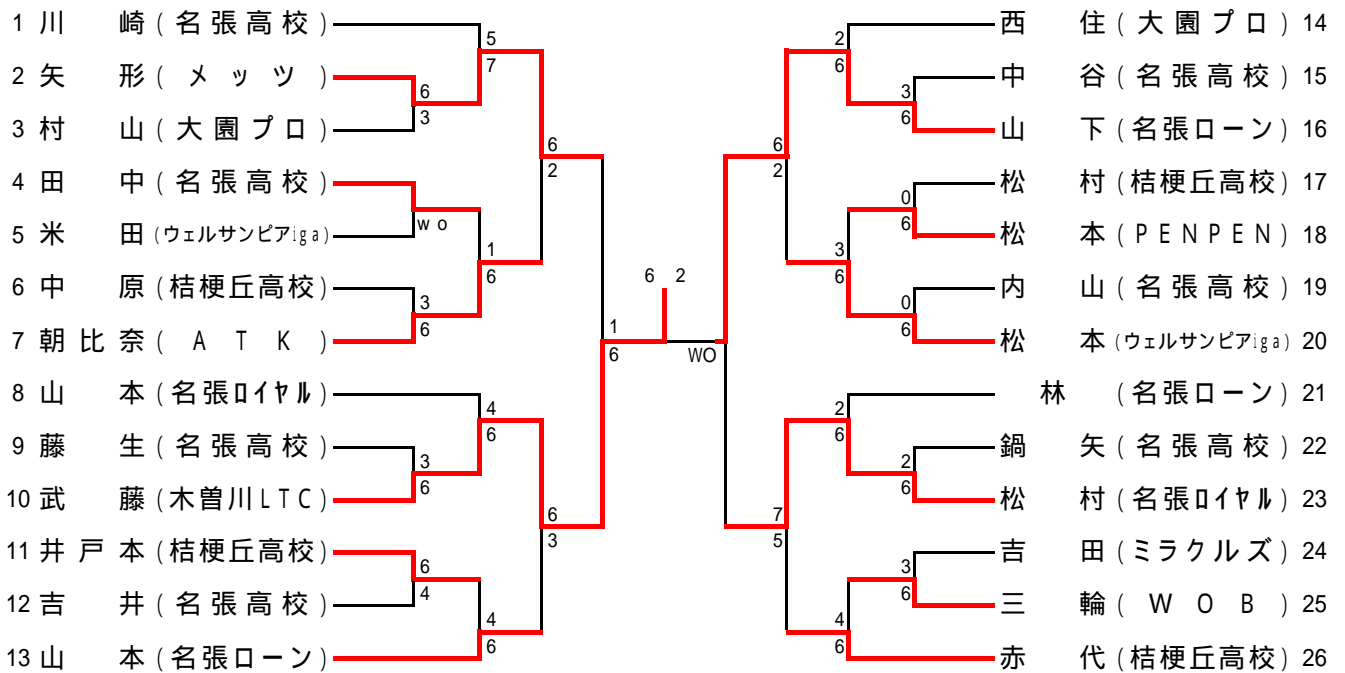 1 川崎 (名張高校)
2 矢形 (メッツ)
3 村山 (大園プロ)
4 田中 (名張高校)
5 米田 (ウェルサンピアiga)
6 中原 (桔梗丘高校)
7 朝比奈 (ATK)
8 山本 (名張ロイヤル)
9 藤生 (名張高校)
10 武藤 (木曽川LTC)
11 井戸本 (桔梗丘高校)
12 吉井 (名張高校)
13 山本 (名張ローン)
6
3
wo
3
6
3
6
6
4
5
7
1
6
4
6
4
6
6
2
6
3
1
6
6 2
WO
6
2
7
5
2
6
3
6
2
6
4
6
3
6
0
6
0
6
2
6
3
6
西住 (大園プロ) 14
中谷 (名張高校) 15
山下 (名張ローン) 16
松村 (桔梗丘高校) 17
松本 (PENPEN) 18
内山 (名張高校) 19
松本 (ウェルサンピアiga) 20
林 (名張ローン) 21
鍋矢 (名張高校) 22
松村 (名張ロイヤル) 23
吉田 (ミラクルズ) 24
三輪 (WOB) 25
赤代 (桔梗丘高校) 26